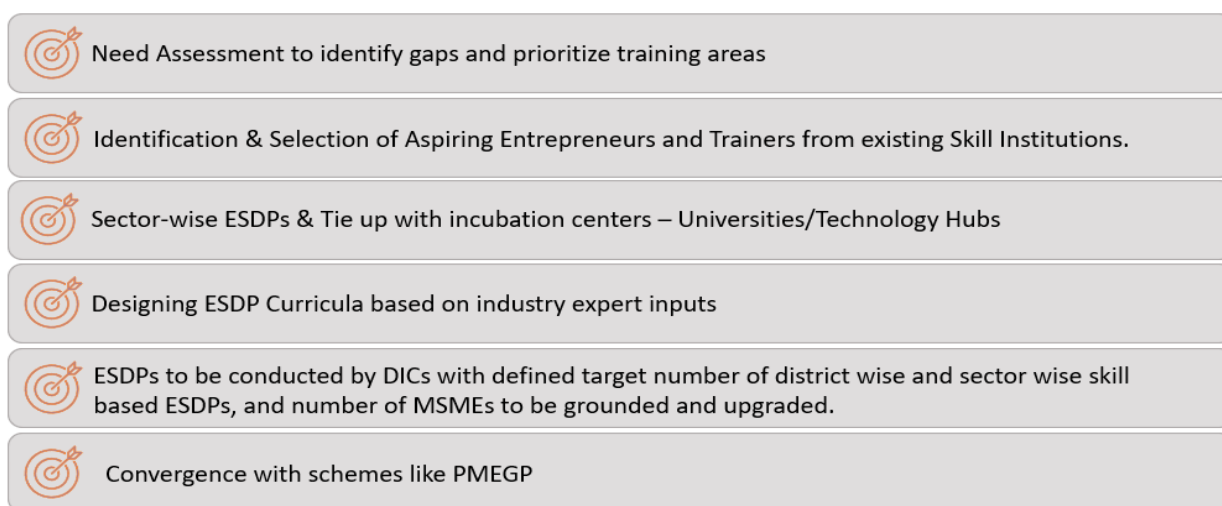 Need Assessment to identify gaps and prioritize training areas
Identification & Selection of Aspiring Entrepreneurs and Trainers from existing Skill Institutions.
Sector-wise ESDPs & Tie up with incubation centers – Universities/Technology Hubs
Designing ESDP Curricula based on industry expert inputs
ESDPs to be conducted by DICs with defined target number of district wise and sector wise skill
based ESDPs, and number of MSMEs to be grounded and upgraded.
Convergence with schemes like PMEGP